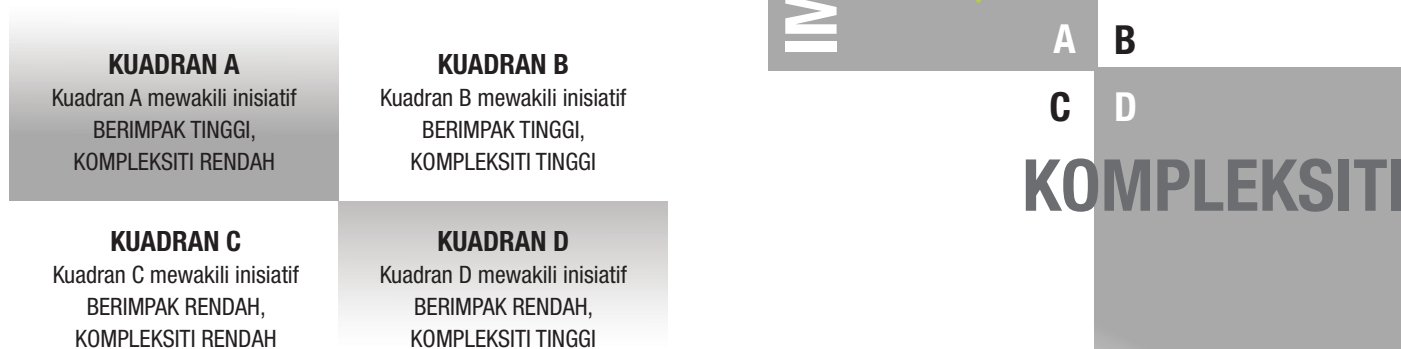 KUADRAN A
Kuadran A mewakili inisiatif
BERIMPAK TINGGI,
KOMPLEKSITI RENDAH
KUADRAN B
Kuadran B mewakili inisiatif
BERIMPAK TINGGI,
KOMPLEKSITI TINGGI
KUADRAN C
Kuadran C mewakili inisiatif
BERIMPAK RENDAH,
KOMPLEKSITI RENDAH
KUADRAN D
Kuadran D mewakili inisiatif
BERIMPAK RENDAH,
KOMPLEKSITI TINGGI
IM
A B
C D
KOMPLEKSITI